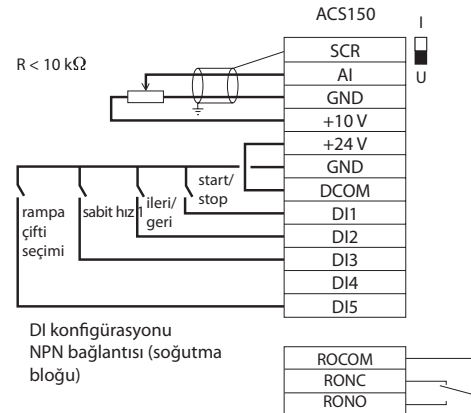 ACS150
I
U
R < 10 kΩ
SCR
AI
GND
+10 V
+24 V
GND
DCOM
DI1
DI2
DI3
DI4
DI5
rampa
çifti
seçimi
sabit hız 1
ileri/
geri
start/
stop
DI konfigürasyonu
NPN bağlantısı (soğutma
bloğu)
ROCOM
RONC
RONO